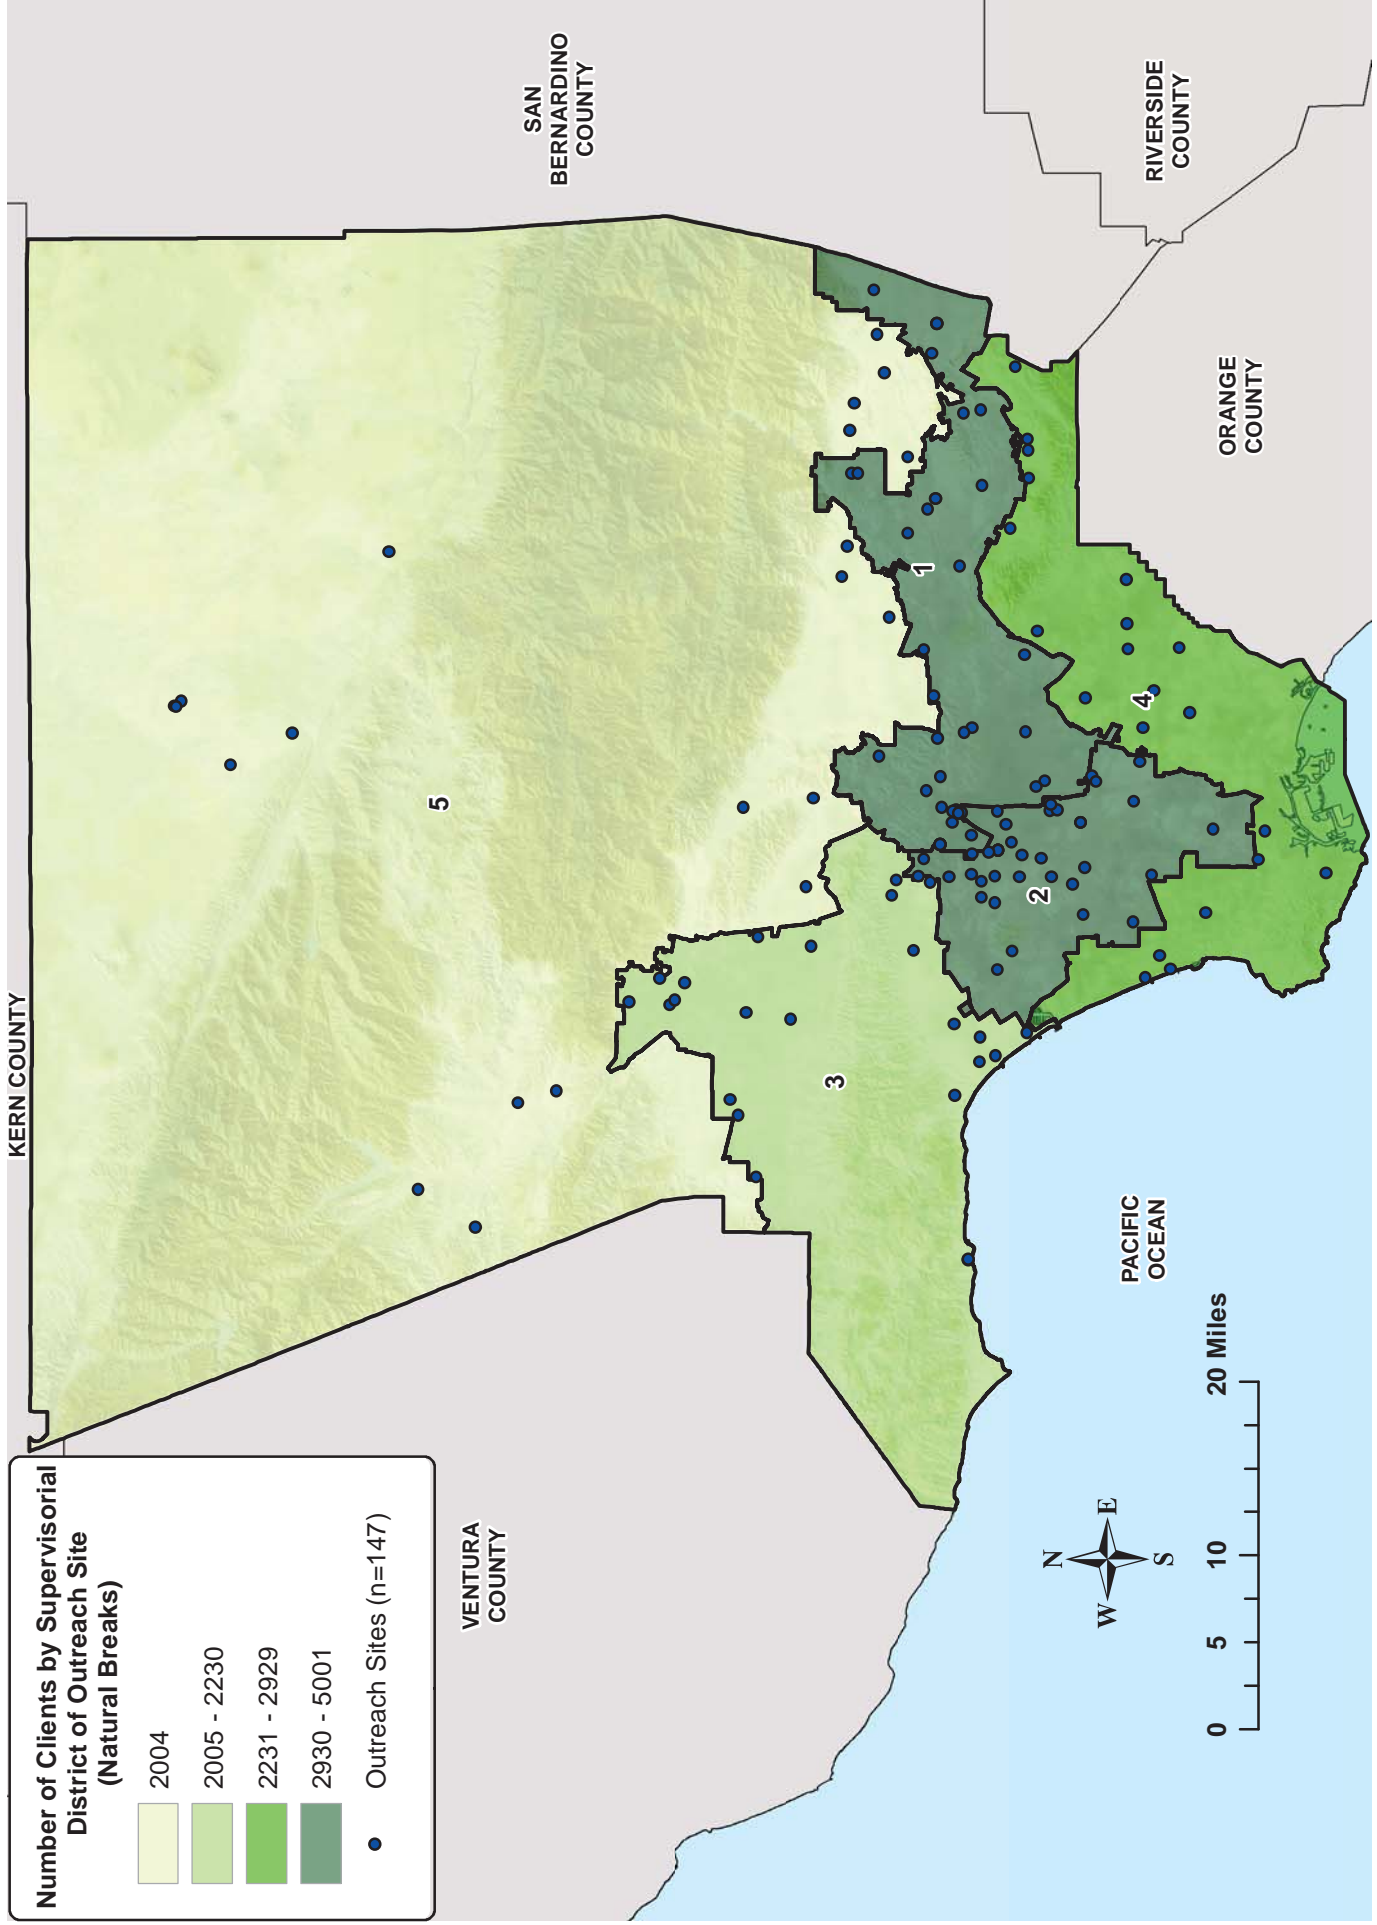 Number of Clients by Supervisorial
District of Outreach Site
(Natural Breaks)
2004
2005 - 2230
2231 - 2929
2930 - 5001
Outreach Sites (n=147)
KERN COUNTY
SAN
BERNARDINO
COUNTY
VENTURA
COUNTY
RIVERSIDE
COUNTY
ORANGE
COUNTY
PACIFIC
OCEAN
5
3
1
2
4
N
W
E
S
0
5
10
20 Miles